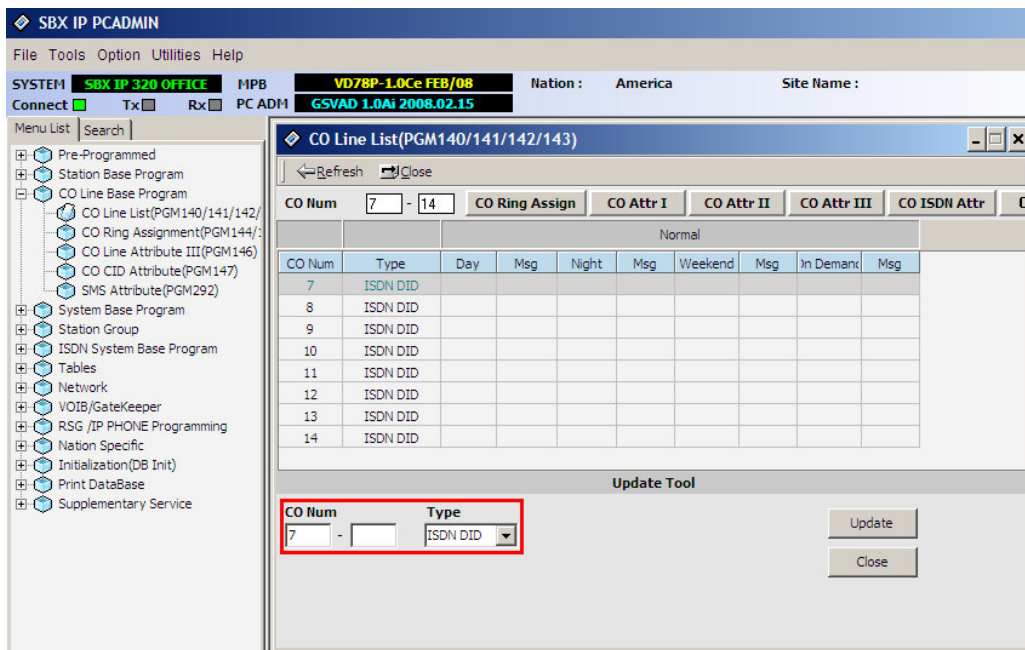 SBX IP PCADMIN
File Tools Option Utilities Help
SYSTEM SBX IP 320 OFFICE MPB VD78P-1.0Ce FEB/08 Nation : America Site Name :
Connect Tx Rx PC ADM GSVAD 1.0Ai 2008.02.15
Menu List Search
Pre-Programmed
Station Base Program
CO Line Base Program
CO Line List(PGM140/141/142/
CO Ring Assignment(PGM144/
CO Line Attribute III(PGM146)
CO CID Attribute(PGM147)
SMS Attribute(PGM292)
System Base Program
Station Group
ISDN System Base Program
Tables
Network
VOIB/GateKeeper
RSG /IP PHONE Programming
Nation Specific
Initialization(DB Init)
Print DataBase
Supplementary Service
CO Line List(PGM140/141/142/143)
Refresh Close
CO Num 7 - 14 CO Ring Assign CO Attr I CO Attr II CO Attr III CO ISDN Attr
Normal
CO Num Type Day Msg Night Msg Weekend Msg On Demand Msg
7 ISDN DID
8 ISDN DID
9 ISDN DID
10 ISDN DID
11 ISDN DID
12 ISDN DID
13 ISDN DID
14 ISDN DID
Update Tool
CO Num Type
7 - ISDN DID
Update
Close